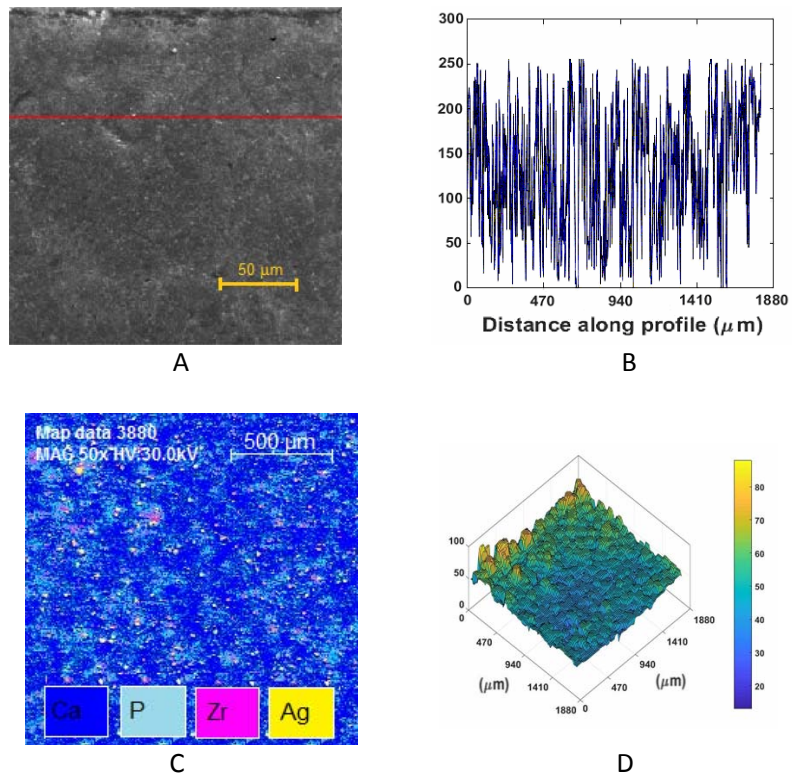 50 µm
A
300
250
200
150
100
50
0
0 470 940 1410 1880
Distance along profile (µm)
B
Map data 3880
MAG 50x HV:30.0kV
500 µm
Ca P Zr Ag
C
100
50
0
0
470
940
1410
1880
(µm)
0
470
940
1410
1880
(µm)
80
70
60
50
40
30
20
D